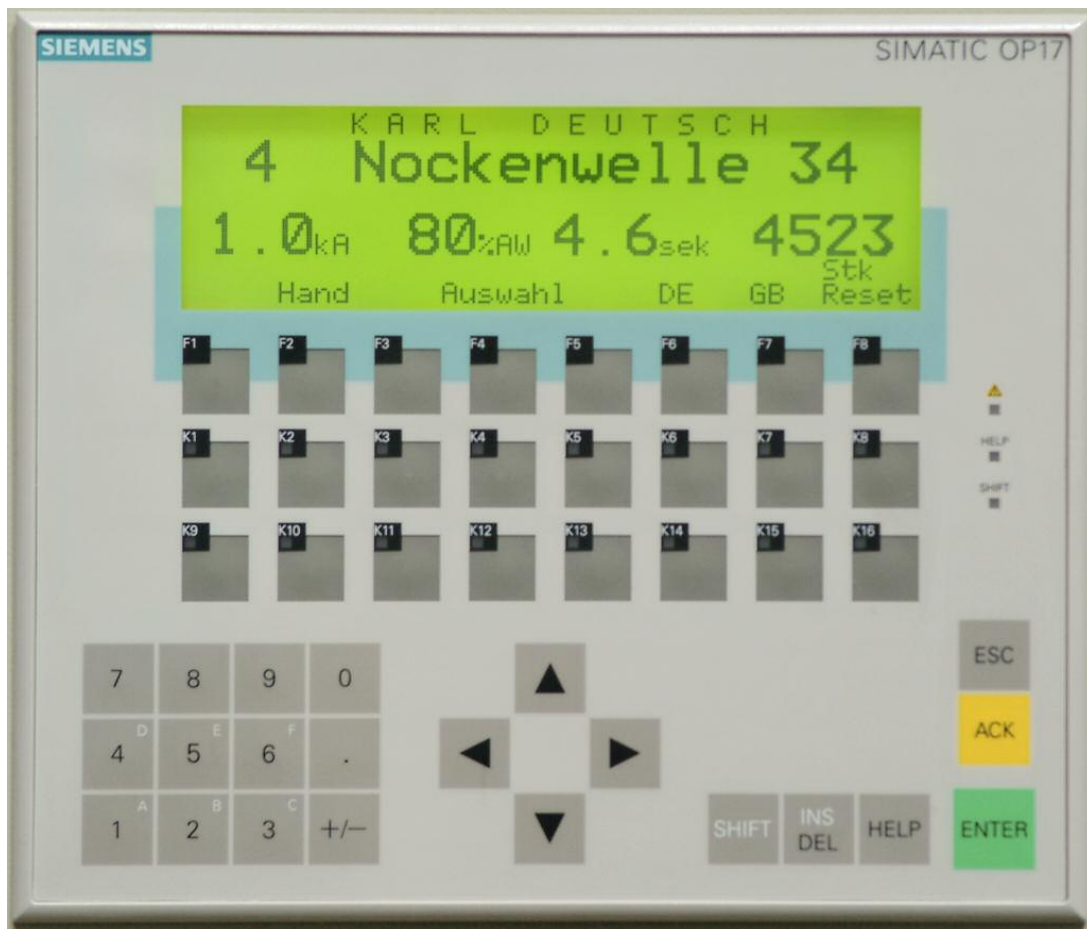 SIEMENS
SIMATIC OP17
KARL DEUTSCH
4 Nockenwelle 34
1.0kA 80%AW 4.6sek 4523
Stk
Hand Auswahl DE GB Reset
F1 F2 F3 F4 F5 F6 F7 F8
K1 K2 K3 K4 K5 K6 K7 K8
HELP
SHIFT
K9 K10 K11 K12 K13 K14 K15 K16
ESC
7 8 9 0
ACK
4 D 5 E 6 F .
1 A 2 B 3 C +/-
SHIFT INS DEL HELP ENTER